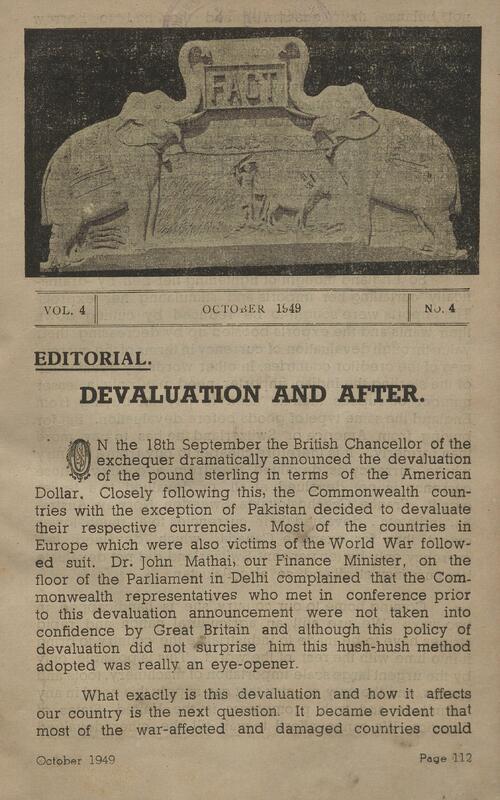 FACT
VOL. 4 OCTOBER 1949 No. 4
EDITORIAL.
DEVALUATION AND AFTER.
ON the 18th September the British Chancellor of the
exchequer dramatically announced the devaluation
of the pound sterling in terms of the American
Dollar. Closely following this, the Commonwealth coun-
tries with the exception of Pakistan decided to devaluate
their respective currencies. Most of the countries in
Europe which were also victims of the World War follow-
ed suit. Dr. John Mathai, our Finance Minister, on the
floor of the Parliament in Delhi complained that the Com-
monwealth representatives who met in conference prior
to this devaluation announcement were not taken into
confidence by Great Britain and although this policy of
devaluation did not surprise him this hush-hush method
adopted was really an eye-opener.
What exactly is this devaluation and how it affects
our country is the next question. It became evident that
most of the war-affected and damaged countries could
October 1949 Page 112